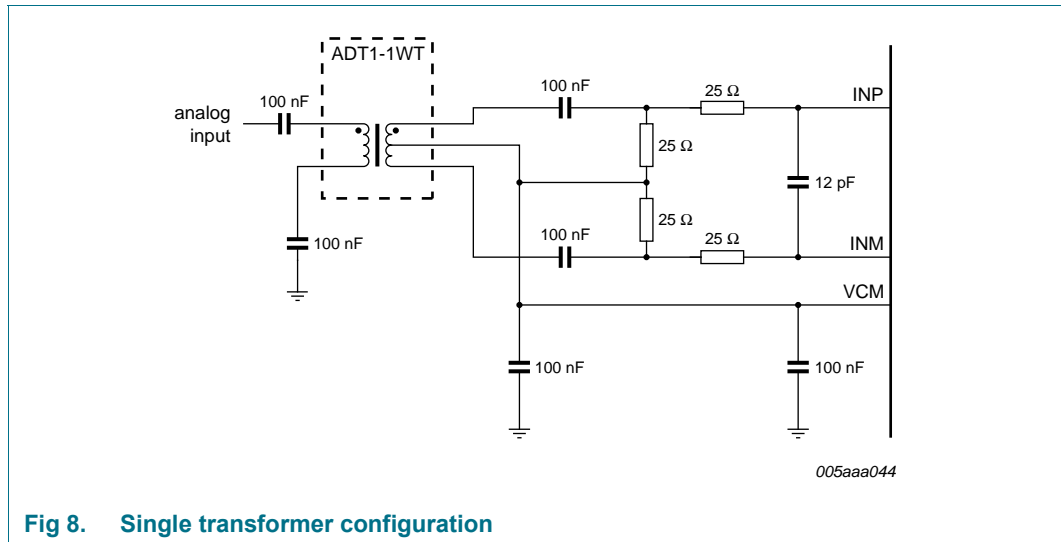 ADT1-1WT
analog
input
100 nF
100 nF
100 nF
25 Ω
INP
25 Ω
12 pF
25 Ω
100 nF
25 Ω
INM
VCM
100 nF
100 nF
005aaa044
Fig 8. Single transformer configuration